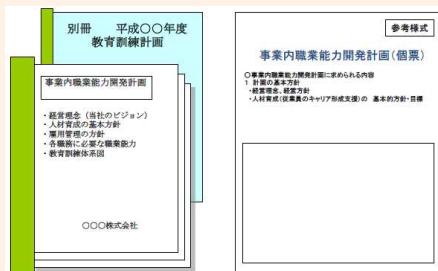 別冊　平成〇〇年度
教育訓練計画
事業内職業能力開発計画
・経営理念（当社のビジョン）
・人材育成の基本方針
・雇用管理の方針
・各職務に必要な職業能力
・教育訓練体系図
〇〇〇株式会社
参考様式
事業内職業能力開発計画(個票)
〇事業内職業能力開発計画に求められる内容
1 計画の基本方針
・経営理念、経営方針
・人材育成(従業員のキャリア形成支援)の 基本的方針・目標